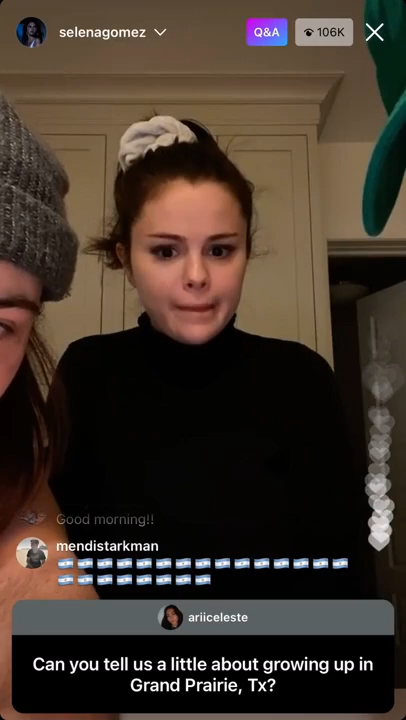 selenagomez
Q&A
106K
Good morning!!
mendistarkman
🇦🇷🇦🇷🇦🇷🇦🇷🇦🇷🇦🇷🇦🇷🇦🇷🇦🇷🇦🇷🇦🇷🇦🇷🇦🇷🇦🇷🇦🇷
🇦🇷🇦🇷🇦🇷🇦🇷🇦🇷🇦🇷🇦🇷🇦🇷
ariiceleste
Can you tell us a little about growing up in
Grand Prairie, Tx?